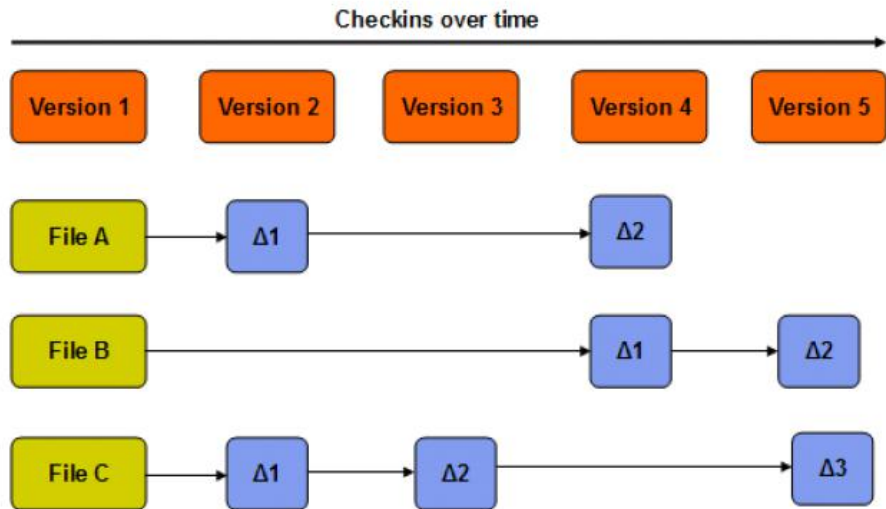 Checkins over time
Version 1 Version 2 Version 3 Version 4 Version 5
File A Δ1 Δ2
File B Δ1 Δ2
File C Δ1 Δ2 Δ3